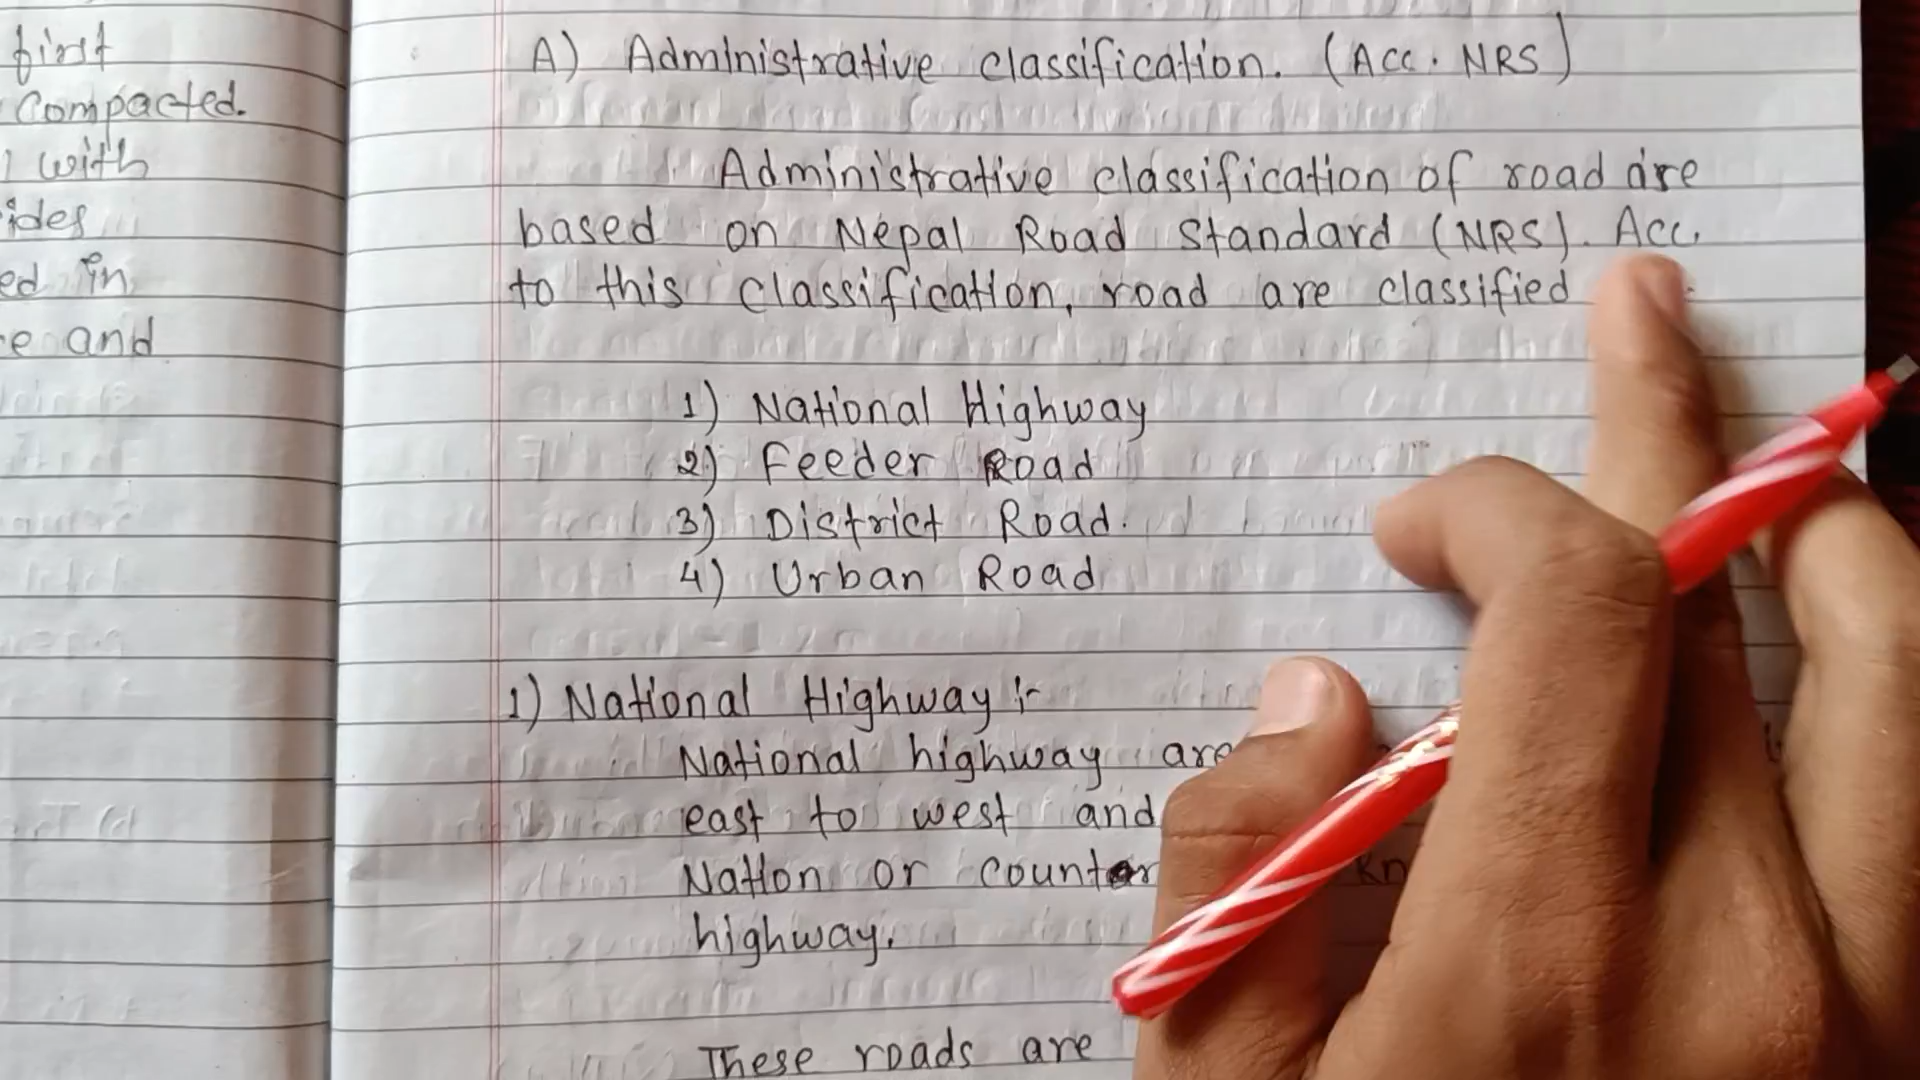 first
compacted.
with
ides
ed in
e and
A) Administrative classification. (Acc. NRS)
Administrative classification of road are
based on Nepal Road Standard (NRS). Acc.
to this classification, road are classified
1) National Highway
2) Feeder Road
3) District Road.
4) Urban Road
1) National Highway :-
National highway are
east to west and
Nation or counter
highway.
These roads are